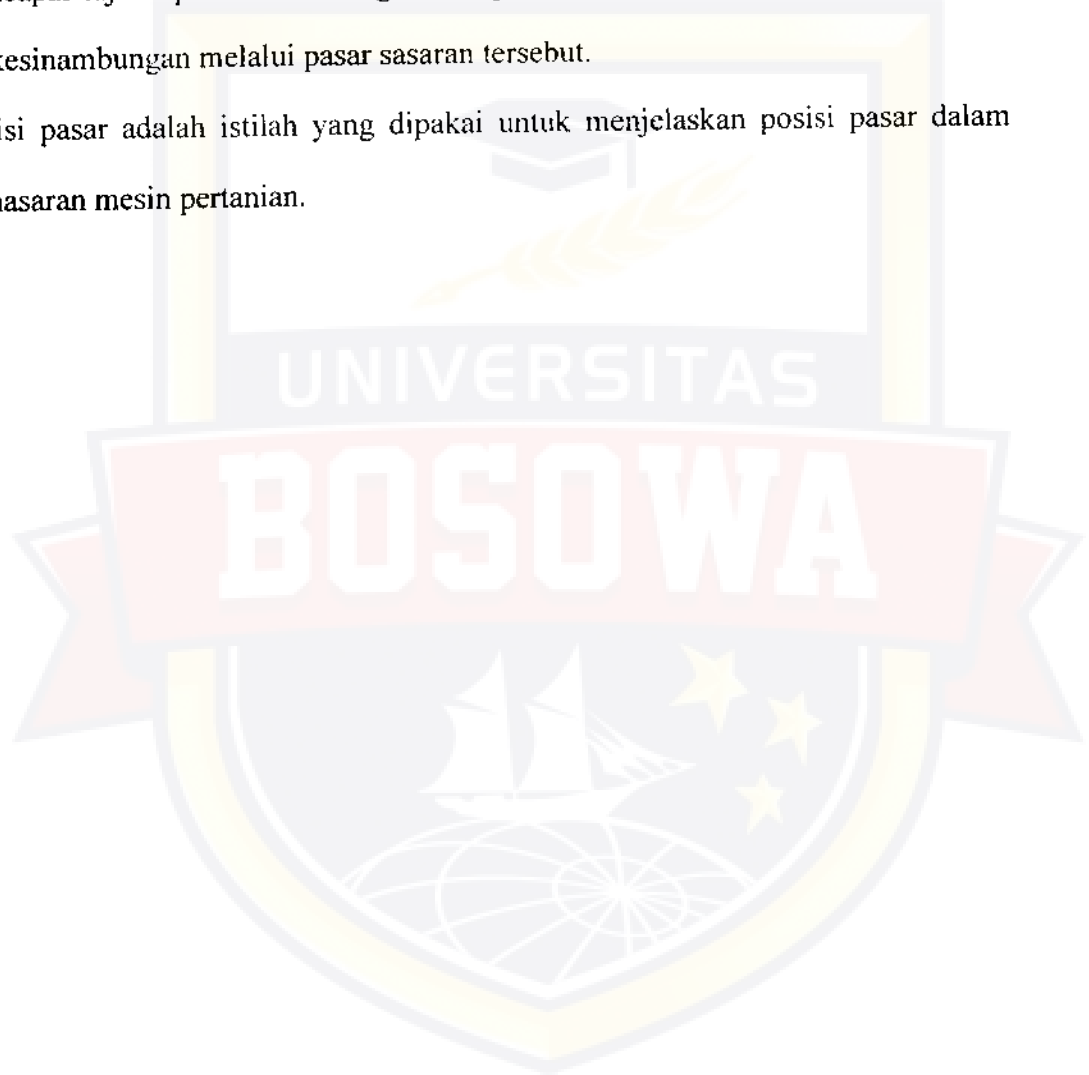 kesinambungan melalui pasar sasaran tersebut.
isi pasar adalah istilah yang dipakai untuk menjelaskan posisi pasar dalam
nasaran mesin pertanian.
UNIVERSITAS
BOSOWA